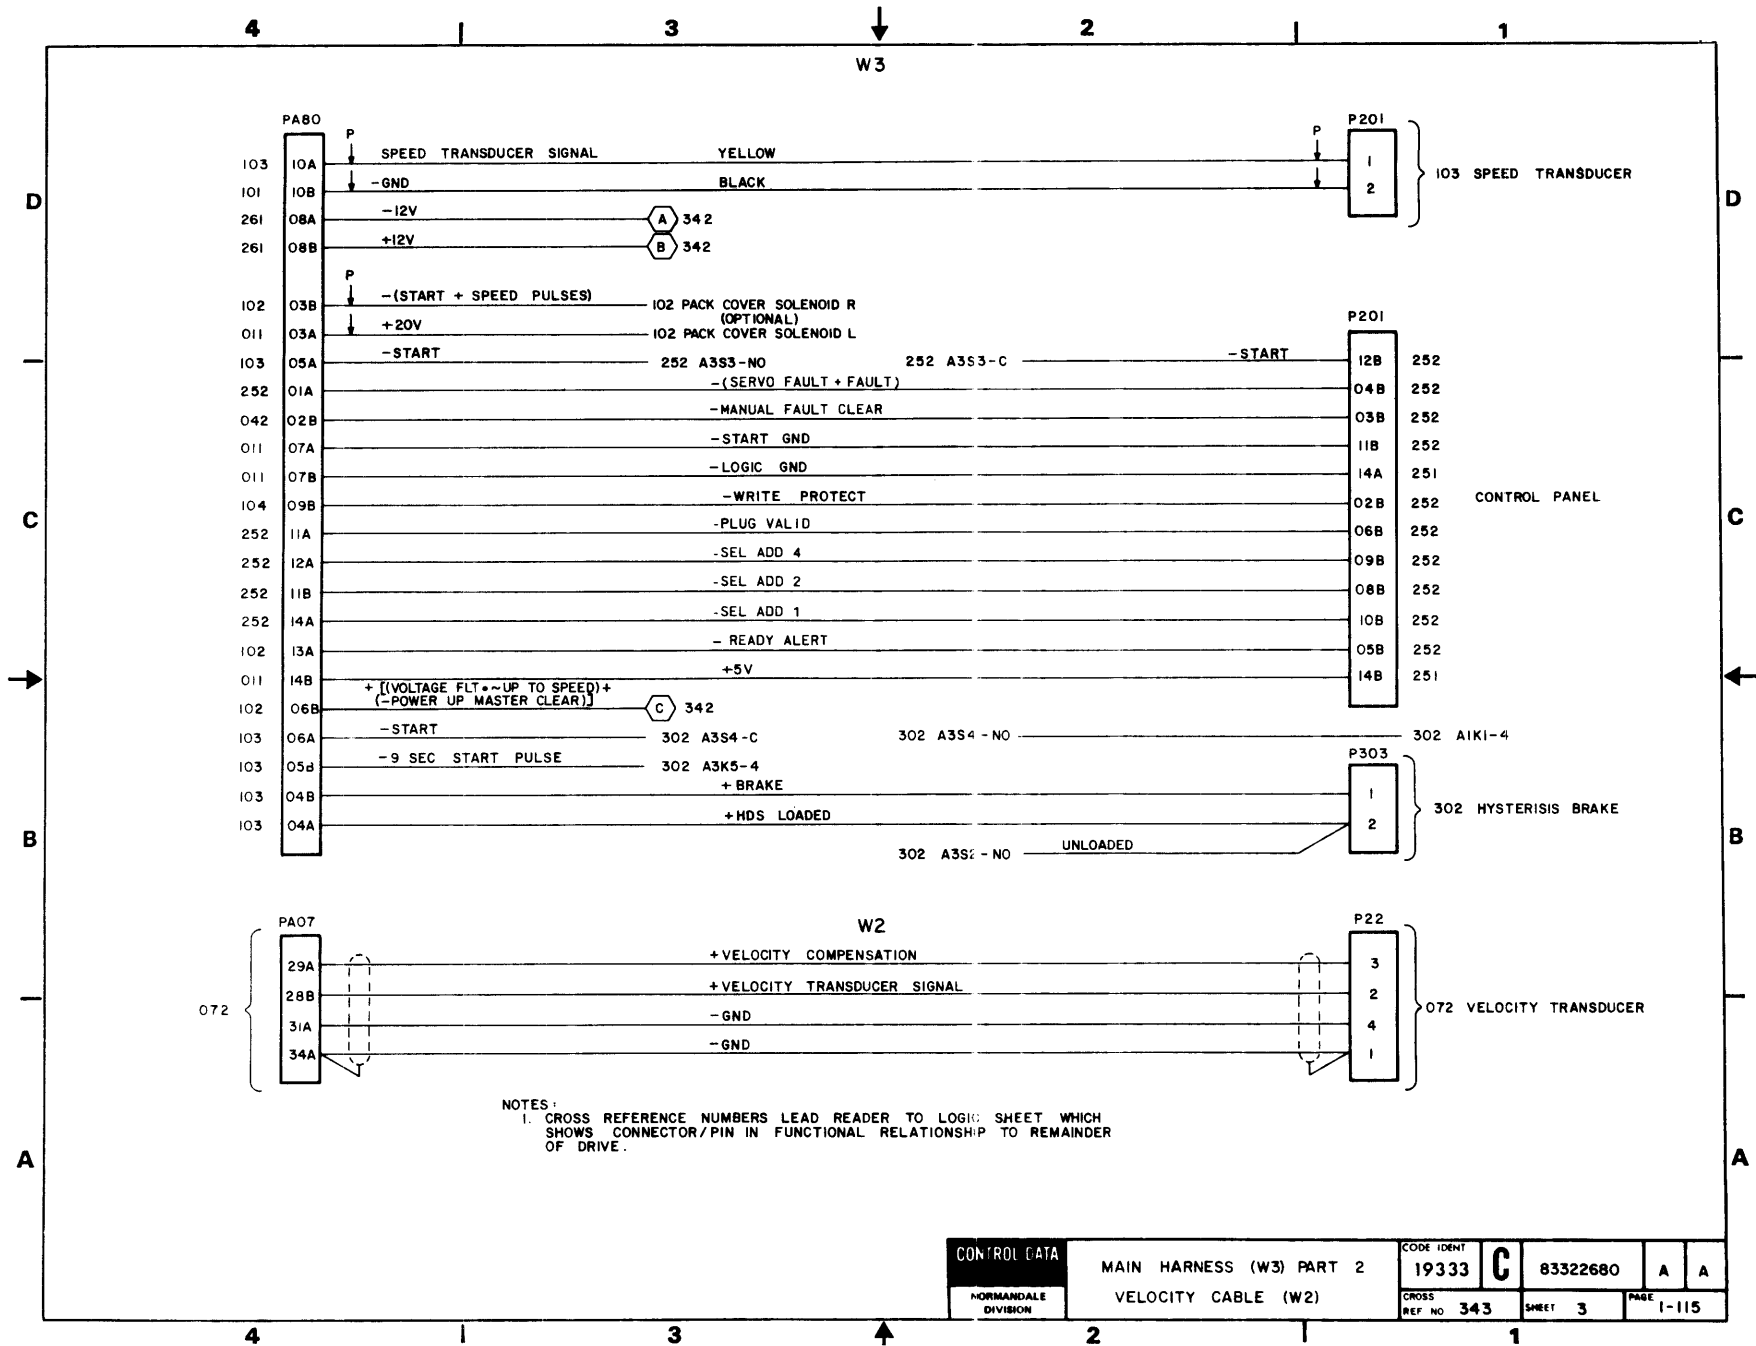 4 3 2 1
W3
PA80 P201
P P
103 10A SPEED TRANSDUCER SIGNAL YELLOW 1
103 SPEED TRANSDUCER
101 10B -GND BLACK 2
D D
261 08A -12V A 342
261 08B +12V B 342
P
102 03B -(START + SPEED PULSES) 102 PACK COVER SOLENOID R
(OPTIONAL)
011 03A +20V 102 PACK COVER SOLENOID L
P201
103 05A -START 252 A3S3-NO 252 A3S3-C -START 12B 252
252 01A -(SERVO FAULT + FAULT) 04B 252
042 02B -MANUAL FAULT CLEAR 03B 252
011 07A -START GND 11B 252
011 07B -LOGIC GND 14A 251
104 09B -WRITE PROTECT 02B 252 CONTROL PANEL
C C
252 11A -PLUG VALID 06B 252
252 12A -SEL ADD 4 09B 252
252 11B -SEL ADD 2 08B 252
252 14A -SEL ADD 1 10B 252
102 13A - READY ALERT 05B 252
011 14B +5V 14B 251
+ [(VOLTAGE FLT•~UP TO SPEED)+
(-POWER UP MASTER CLEAR)]
102 06B C 342
103 06A -START 302 A3S4-C 302 A3S4-NO 302 A1K1-4
103 05B -9 SEC START PULSE 302 A3K5-4 P303
103 04B +BRAKE 1
302 HYSTERISIS BRAKE
103 04A +HDS LOADED 2
B B
302 A3S2-NO UNLOADED
PA07 W2 P22
29A +VELOCITY COMPENSATION 3
28B +VELOCITY TRANSDUCER SIGNAL 2
072 072 VELOCITY TRANSDUCER
31A -GND 4
34A -GND 1
NOTES:
1. CROSS REFERENCE NUMBERS LEAD READER TO LOGIC SHEET WHICH
SHOWS CONNECTOR/PIN IN FUNCTIONAL RELATIONSHIP TO REMAINDER
OF DRIVE.
A A
CONTROL DATA
NORMANDALE
DIVISION
MAIN HARNESS (W3) PART 2
VELOCITY CABLE (W2)
CODE IDENT
19333 C 83322680 A A
CROSS
REF NO 343 SHEET 3 PAGE 1-115
4 3 2 1